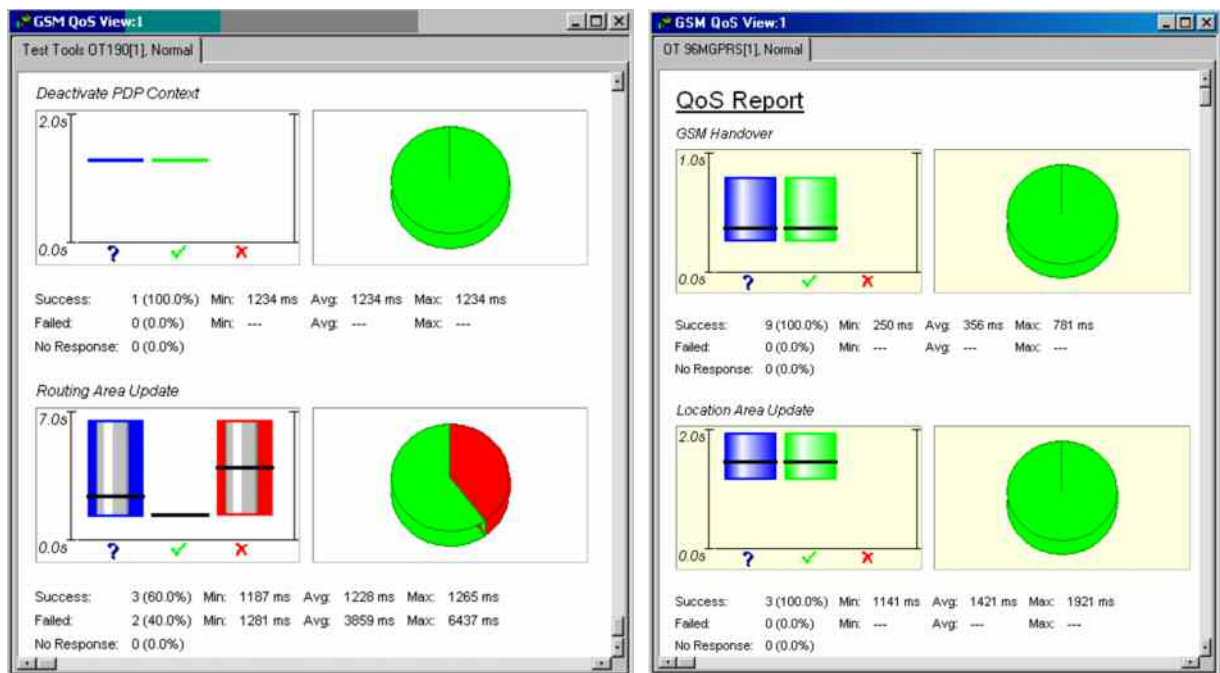 GSM QoS View:1
Test Tools OT190[1], Normal
Deactivate PDP Context
2.0s
0.0s
Success: 1 (100.0%) Min: 1234 ms Avg: 1234 ms Max: 1234 ms
Failed: 0 (0.0%) Min: --- Avg: --- Max: ---
No Response: 0 (0.0%)
Routing Area Update
7.0s
0.0s
Success: 3 (60.0%) Min: 1187 ms Avg: 1228 ms Max: 1265 ms
Failed: 2 (40.0%) Min: 1281 ms Avg: 3859 ms Max: 6437 ms
No Response: 0 (0.0%)
GSM QoS View:1
OT 96MGPRS[1], Normal
QoS Report
GSM Handover
1.0s
0.0s
Success: 9 (100.0%) Min: 250 ms Avg: 356 ms Max: 781 ms
Failed: 0 (0.0%) Min: --- Avg: --- Max: ---
No Response: 0 (0.0%)
Location Area Update
2.0s
0.0s
Success: 3 (100.0%) Min: 1141 ms Avg: 1421 ms Max: 1921 ms
Failed: 0 (0.0%) Min: --- Avg: --- Max: ---
No Response: 0 (0.0%)